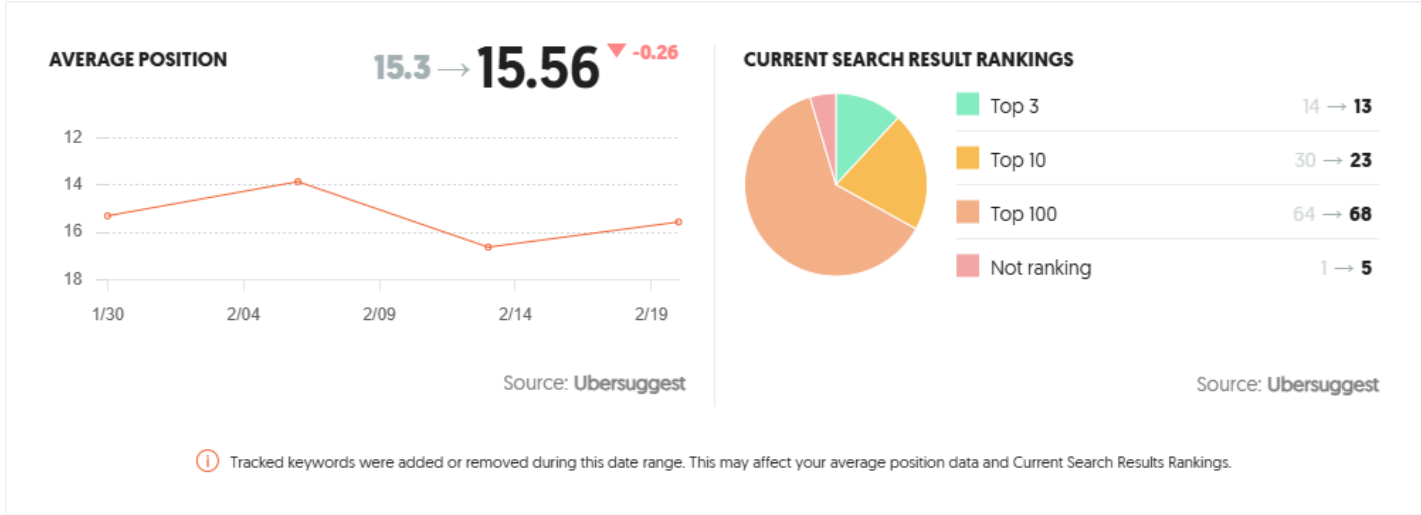 AVERAGE POSITION 15.3 → 15.56 ▼ -0.26
12
14
16
18
1/30 2/04 2/09 2/14 2/19
Source: Ubersuggest
CURRENT SEARCH RESULT RANKINGS
Top 3 14 → 13
Top 10 30 → 23
Top 100 64 → 68
Not ranking 1 → 5
Source: Ubersuggest
Tracked keywords were added or removed during this date range. This may affect your average position data and Current Search Results Rankings.